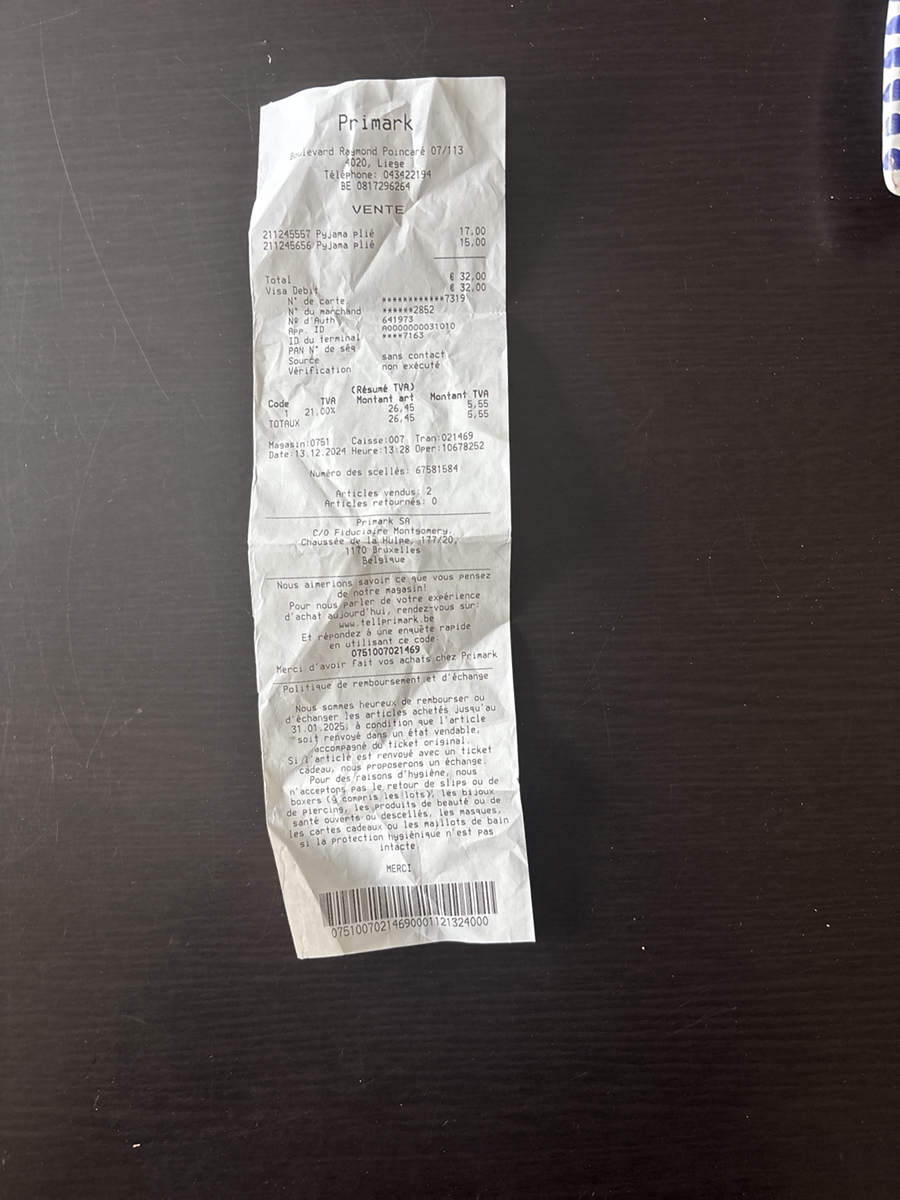 Primark
Boulevard Raymond Poincaré 07/113
4020, Liege
Téléphone: 043422194
BE 0817296264
VENTE
211245557 Pyjama plié 17,00
211245656 Pyjama plié 15,00
Total € 32,00
Visa Debit € 32,00
N° de carte ************7319
N° du marchand ******2852
Nº d'Auth 641973
App. ID A0000000031010
ID du terminal ****7163
PAN N° de séq
Source sans contact
Vérification non exécuté
(Résumé TVA)
Code TVA Montant art Montant TVA
1 21,00% 26,45 5,55
TOTAUX 26,45 5,55
Magasin:0751 Caisse:007 Tran:021469
Date:13.12.2024 Heure:13:28 Oper:10678252
Numéro des scellés: 67581584
Articles vendus: 2
Articles retournés: 0
Primark SA
C/O Fiduciaire Montgomery,
Chaussée de la Hulpe, 177/20,
1170 Bruxelles
Belgique
Nous aimerions savoir ce que vous pensez
de notre magasin!
Pour nous parler de votre expérience
d'achat aujourd'hui, rendez-vous sur:
www.tellprimark.be
Et répondez à une enquête rapide
en utilisant ce code:
0751007021469
Merci d'avoir fait vos achats chez Primark
Politique de remboursement et d'échange
Nous sommes heureux de rembourser ou
d'échanger les articles achetés jusqu'au
31.01.2025, à condition que l'article
soit renvoyé dans un état vendable,
accompagné du ticket original.
Si l'article est renvoyé avec un ticket
cadeau, nous proposerons un échange.
Pour des raisons d'hygiène, nous
n'acceptons pas le retour de slips ou de
boxers (y compris les lots), les bijoux
de piercing, les produits de beauté ou de
santé ouverts ou descellés, les masques,
les cartes cadeaux ou les maillots de bain
si la protection hygiénique n'est pas
intacte.
MERCI
07510070214690001121324000